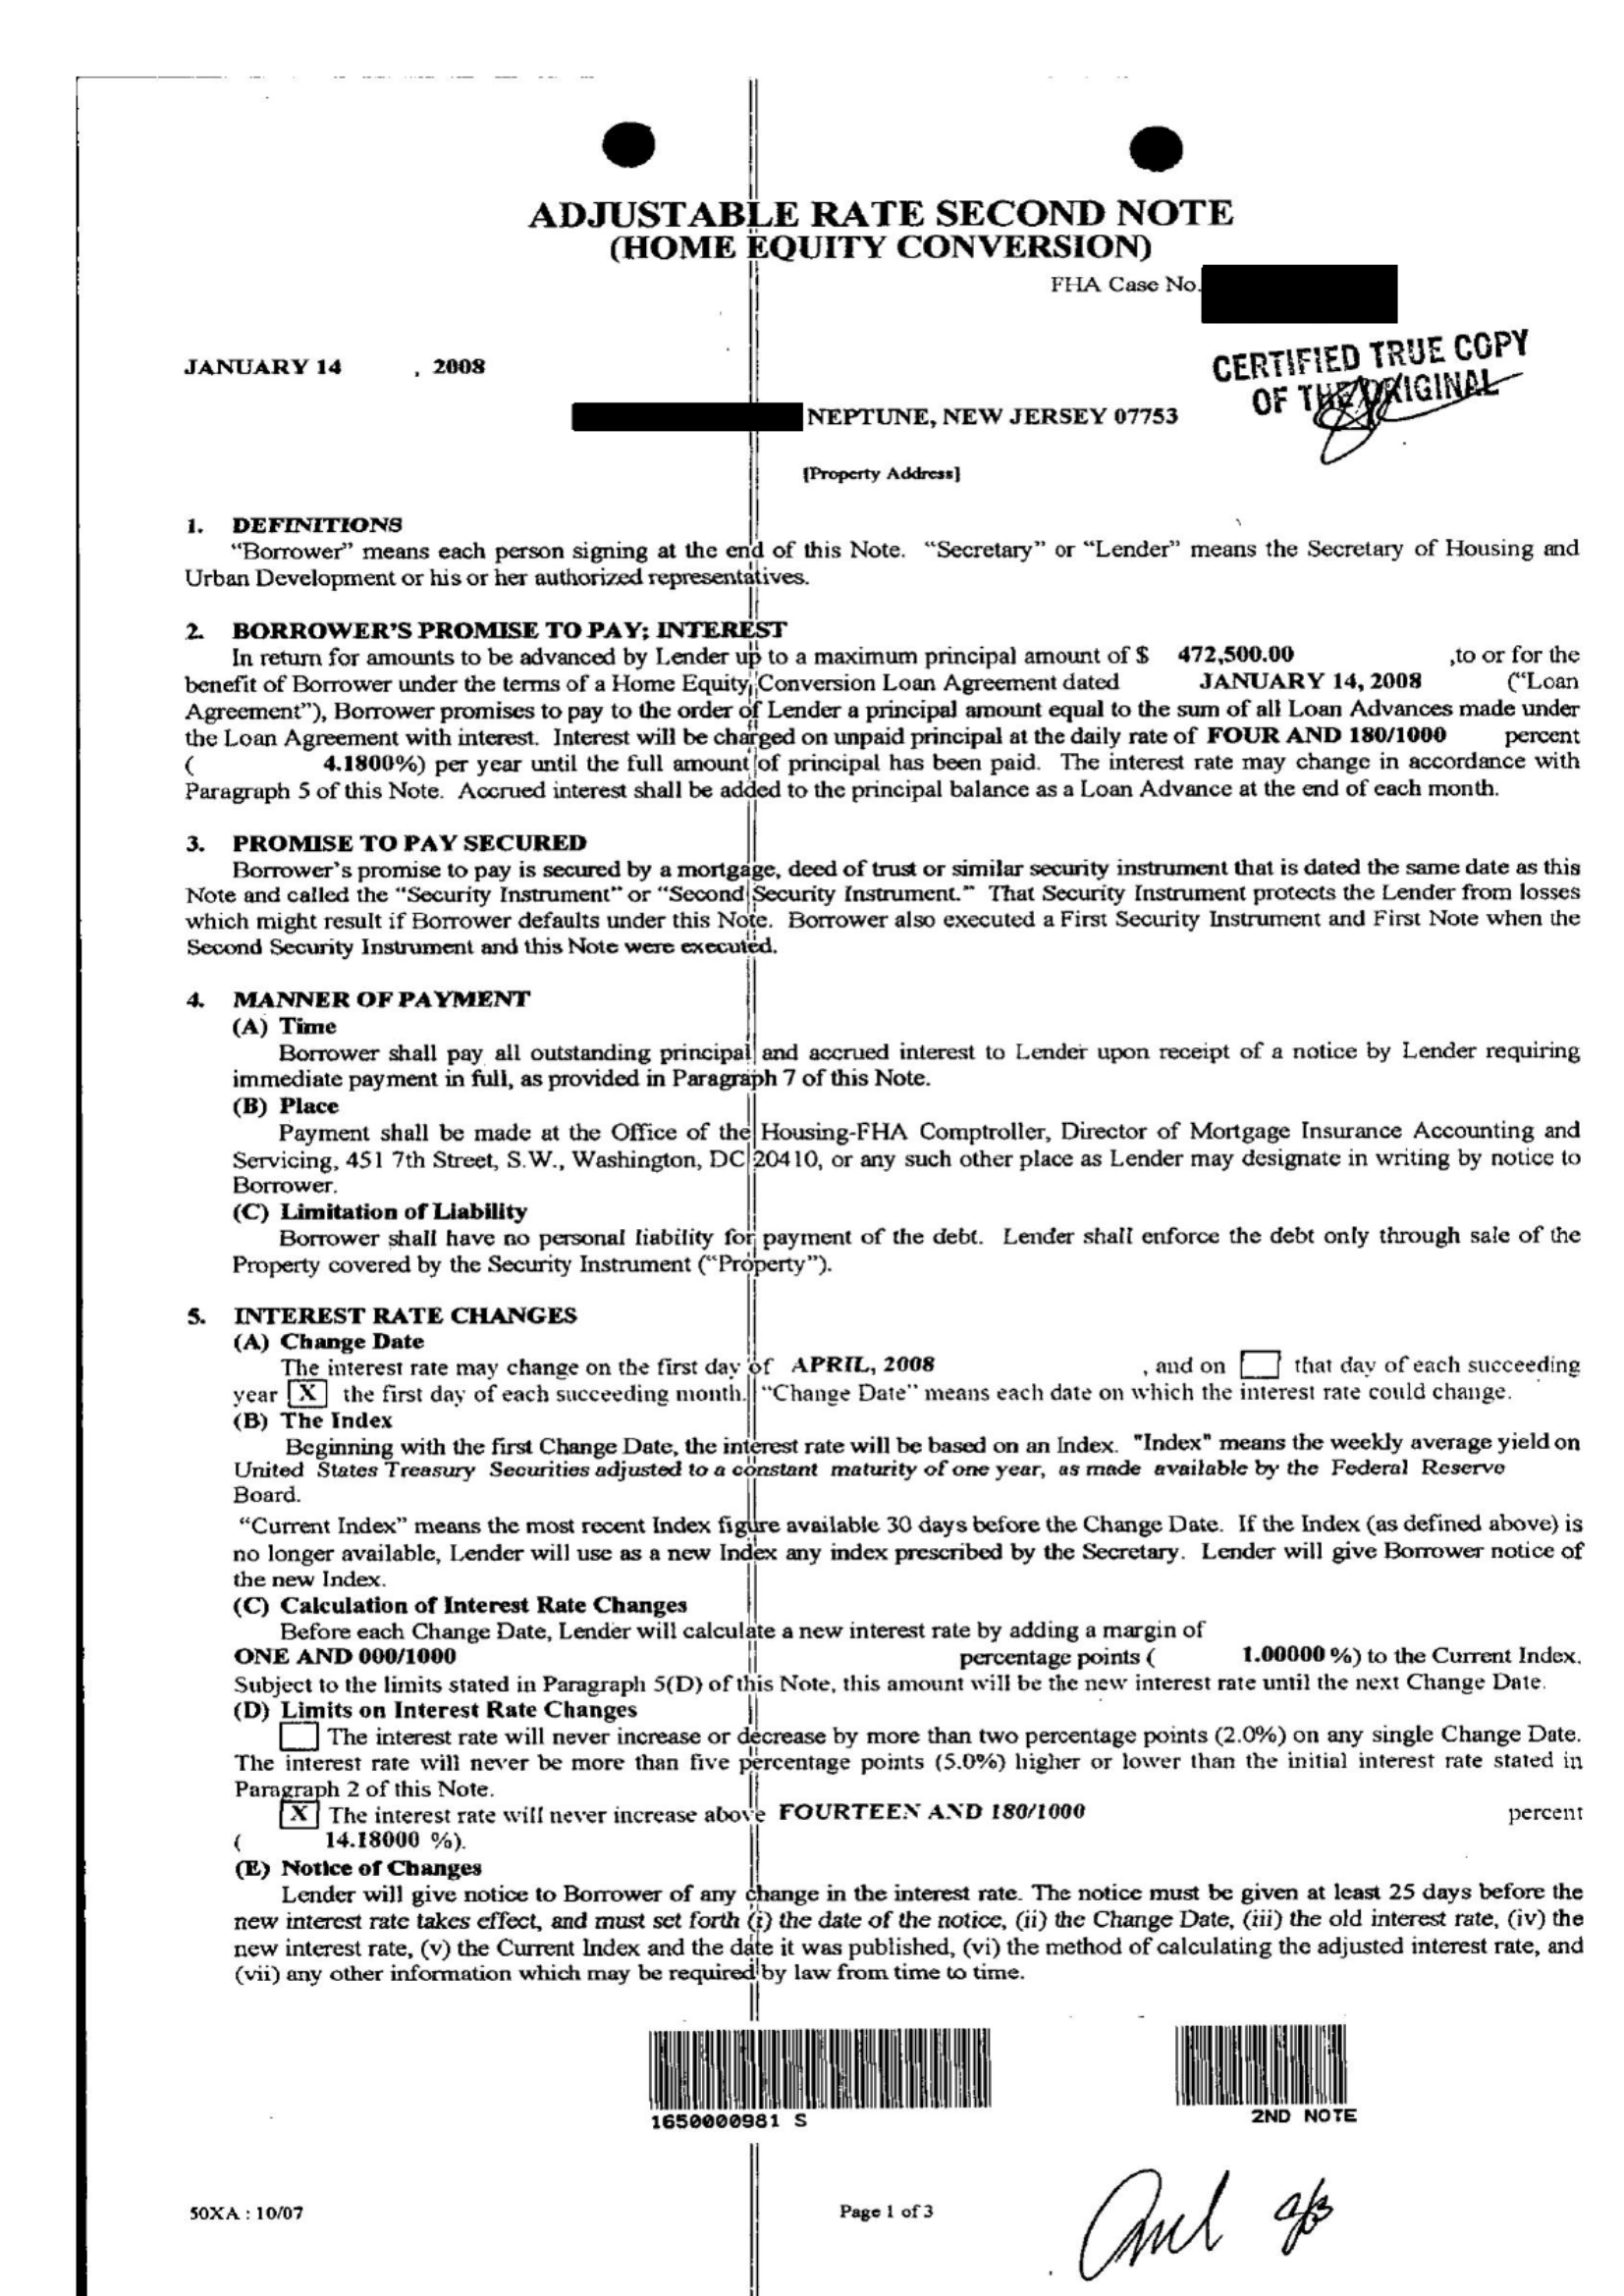 ADJUSTABLE RATE SECOND NOTE
(HOME EQUITY CONVERSION)
FHA Case No.
CERTIFIED TRUE COPY
OF THE ORIGINAL
JANUARY 14 , 2008
NEPTUNE, NEW JERSEY 07753
[Property Address]
1. DEFINITIONS
“Borrower” means each person signing at the end of this Note. “Secretary” or “Lender” means the Secretary of Housing and
Urban Development or his or her authorized representatives.
2. BORROWER’S PROMISE TO PAY; INTEREST
In return for amounts to be advanced by Lender up to a maximum principal amount of $ 472,500.00 ,to or for the
benefit of Borrower under the terms of a Home Equity Conversion Loan Agreement dated JANUARY 14, 2008 (“Loan
Agreement”), Borrower promises to pay to the order of Lender a principal amount equal to the sum of all Loan Advances made under
the Loan Agreement with interest. Interest will be charged on unpaid principal at the daily rate of FOUR AND 180/1000 percent
( 4.1800%) per year until the full amount of principal has been paid. The interest rate may change in accordance with
Paragraph 5 of this Note. Accrued interest shall be added to the principal balance as a Loan Advance at the end of each month.
3. PROMISE TO PAY SECURED
Borrower’s promise to pay is secured by a mortgage, deed of trust or similar security instrument that is dated the same date as this
Note and called the “Security Instrument” or “Second Security Instrument.” That Security Instrument protects the Lender from losses
which might result if Borrower defaults under this Note. Borrower also executed a First Security Instrument and First Note when the
Second Security Instrument and this Note were executed.
4. MANNER OF PAYMENT
(A) Time
Borrower shall pay all outstanding principal and accrued interest to Lender upon receipt of a notice by Lender requiring
immediate payment in full, as provided in Paragraph 7 of this Note.
(B) Place
Payment shall be made at the Office of the Housing-FHA Comptroller, Director of Mortgage Insurance Accounting and
Servicing, 451 7th Street, S.W., Washington, DC 20410, or any such other place as Lender may designate in writing by notice to
Borrower.
(C) Limitation of Liability
Borrower shall have no personal liability for payment of the debt. Lender shall enforce the debt only through sale of the
Property covered by the Security Instrument (“Property”).
5. INTEREST RATE CHANGES
(A) Change Date
The interest rate may change on the first day of APRIL, 2008 , and on that day of each succeeding
year X the first day of each succeeding month. “Change Date” means each date on which the interest rate could change.
(B) The Index
Beginning with the first Change Date, the interest rate will be based on an Index. "Index" means the weekly average yield on
United States Treasury Securities adjusted to a constant maturity of one year, as made available by the Federal Reserve
Board.
“Current Index” means the most recent Index figure available 30 days before the Change Date. If the Index (as defined above) is
no longer available, Lender will use as a new Index any index prescribed by the Secretary. Lender will give Borrower notice of
the new Index.
(C) Calculation of Interest Rate Changes
Before each Change Date, Lender will calculate a new interest rate by adding a margin of
ONE AND 000/1000 percentage points ( 1.00000 %) to the Current Index.
Subject to the limits stated in Paragraph 5(D) of this Note, this amount will be the new interest rate until the next Change Date.
(D) Limits on Interest Rate Changes
The interest rate will never increase or decrease by more than two percentage points (2.0%) on any single Change Date.
The interest rate will never be more than five percentage points (5.0%) higher or lower than the initial interest rate stated in
Paragraph 2 of this Note.
X The interest rate will never increase above FOURTEEN AND 180/1000 percent
( 14.18000 %).
(E) Notice of Changes
Lender will give notice to Borrower of any change in the interest rate. The notice must be given at least 25 days before the
new interest rate takes effect, and must set forth (i) the date of the notice, (ii) the Change Date, (iii) the old interest rate, (iv) the
new interest rate, (v) the Current Index and the date it was published, (vi) the method of calculating the adjusted interest rate, and
(vii) any other information which may be required by law from time to time.
1650000981 S
2ND NOTE
50XA : 10/07
Page 1 of 3